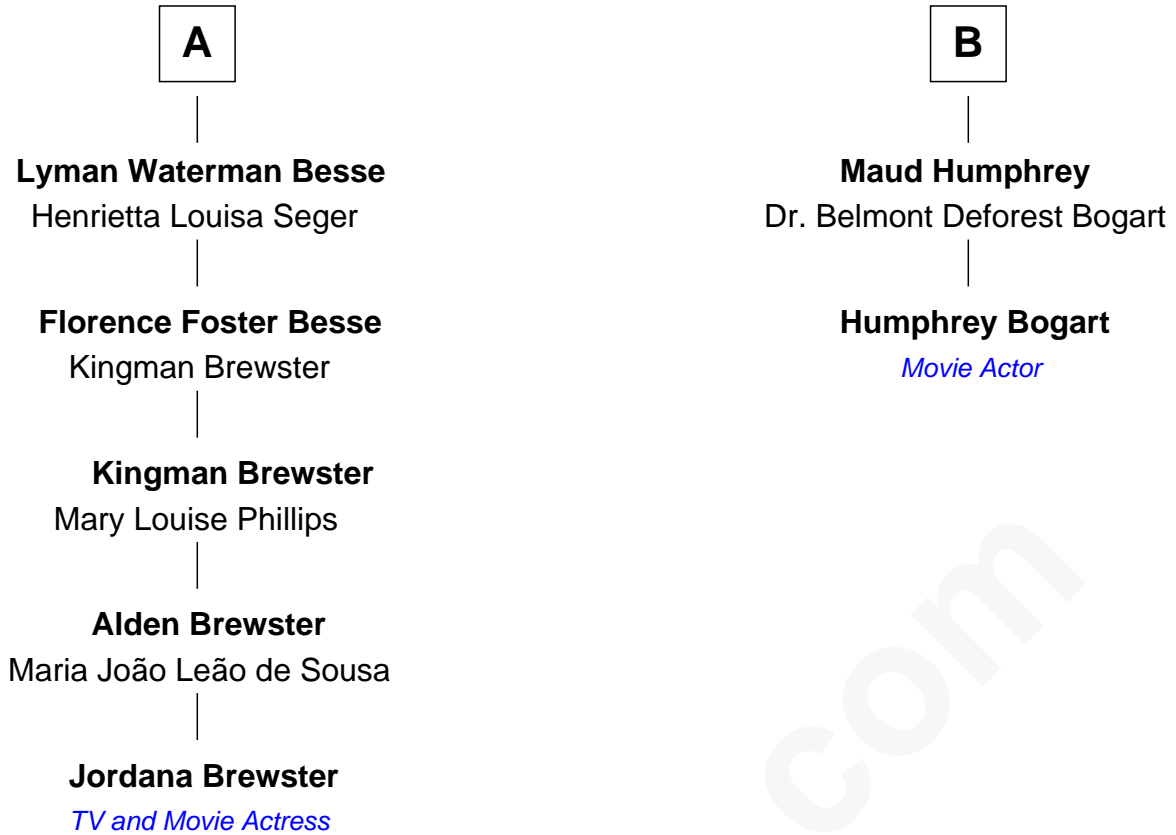 A
Lyman Waterman Besse
Henrietta Louisa Seger
Florence Foster Besse
Kingman Brewster
Kingman Brewster
Mary Louise Phillips
Alden Brewster
Maria João Leão de Sousa
Jordana Brewster
TV and Movie Actress
B
Maud Humphrey
Dr. Belmont Deforest Bogart
Humphrey Bogart
Movie Actor
com